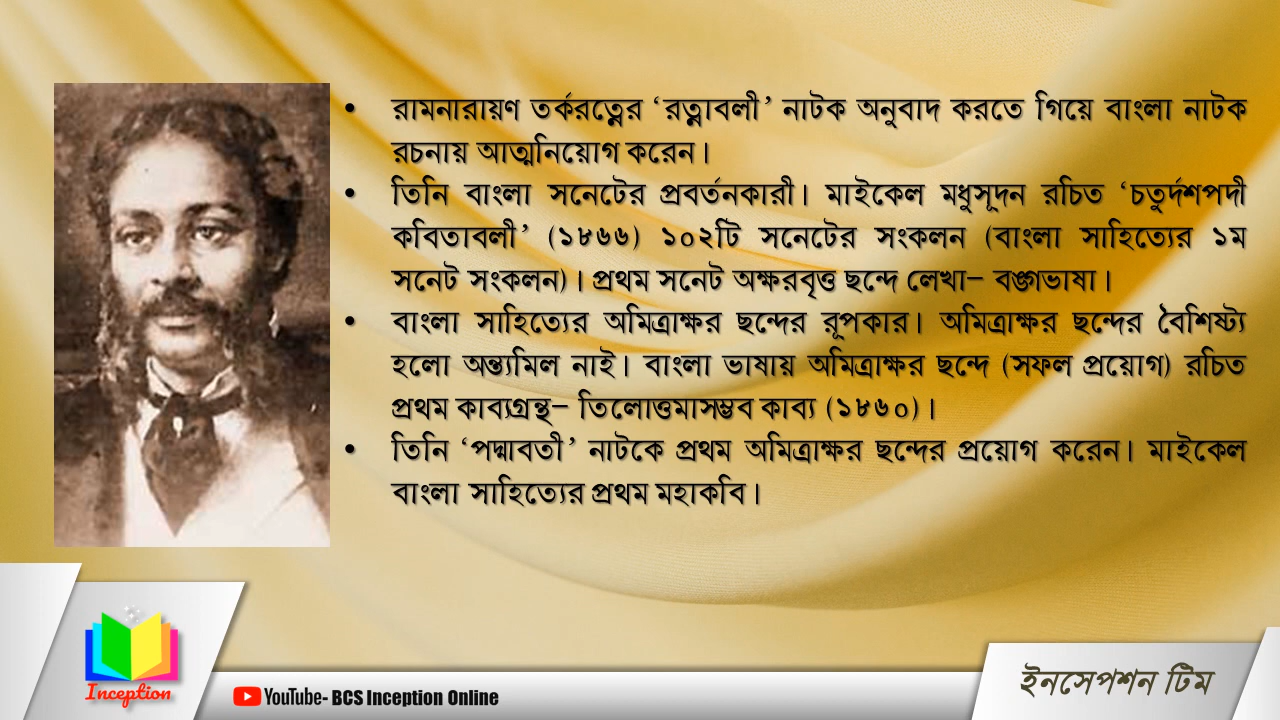 • রামনারায়ণ তর্করত্নের ‘রত্নাবলী’ নাটক অনুবাদ করতে গিয়ে বাংলা নাটক
রচনায় আত্মনিয়োগ করেন।
• তিনি বাংলা সনেটের প্রবর্তনকারী। মাইকেল মধুসূদন রচিত ‘চতুর্দশপদী
কবিতাবলী’ (১৮৬৬) ১০২টি সনেটের সংকলন (বাংলা সাহিত্যের ১ম
সনেট সংকলন)। প্রথম সনেট অক্ষরবৃত্ত ছন্দে লেখা– বঙ্গভাষা।
• বাংলা সাহিত্যের অমিত্রাক্ষর ছন্দের রূপকার। অমিত্রাক্ষর ছন্দের বৈশিষ্ট্য
হলো অন্ত্যমিল নাই। বাংলা ভাষায় অমিত্রাক্ষর ছন্দে (সফল প্রয়োগ) রচিত
প্রথম কাব্যগ্রন্থ– তিলোত্তমাসম্ভব কাব্য (১৮৬০)।
• তিনি ‘পদ্মাবতী’ নাটকে প্রথম অমিত্রাক্ষর ছন্দের প্রয়োগ করেন। মাইকেল
বাংলা সাহিত্যের প্রথম মহাকবি।
Inception
YouTube- BCS Inception Online
ইনসেপশন টিম